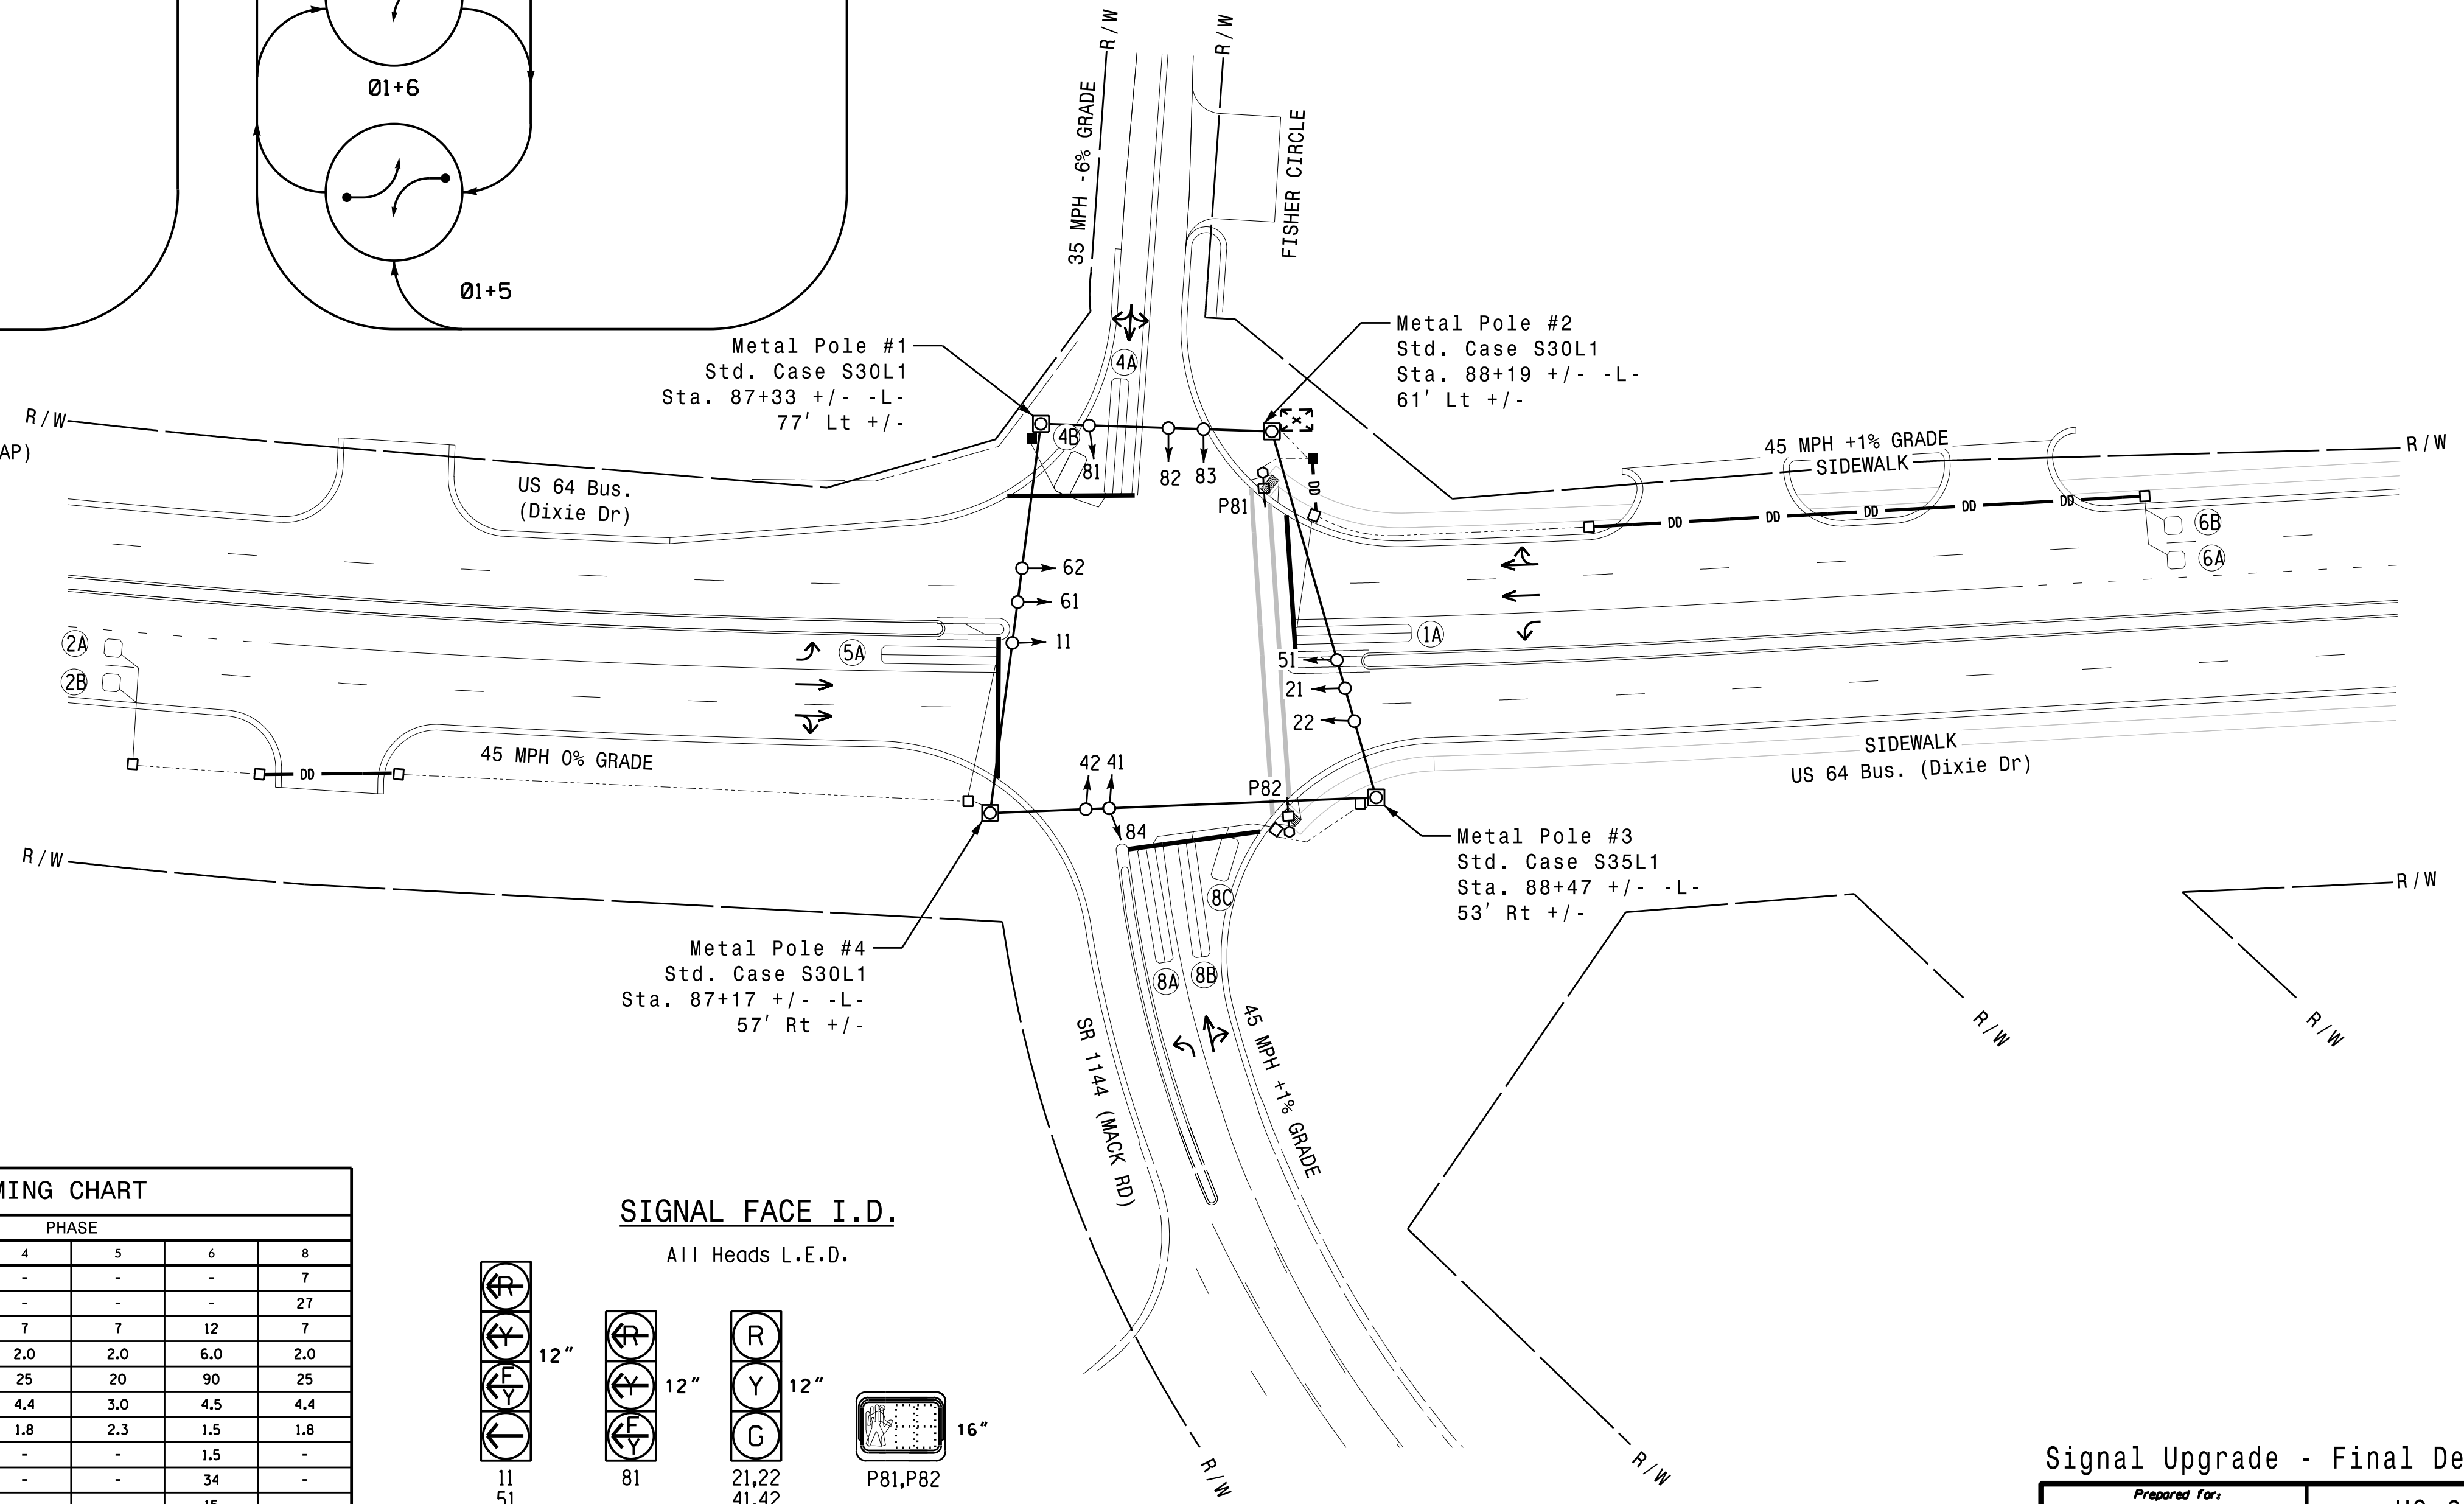 Ø1+6
Ø1+5
R/W
R/W
35 MPH -6% GRADE
FISHER CIRCLE
Metal Pole #1
Std. Case S30L1
Sta. 87+33 +/- -L-
77' Lt +/-
Metal Pole #2
Std. Case S30L1
Sta. 88+19 +/- -L-
61' Lt +/-
4A
4B
81
82
83
R/W
AP)
US 64 Bus.
(Dixie Dr)
P81
DD
45 MPH +1% GRADE
SIDEWALK
R/W
DD
DD
DD
DD
DD
6B
6A
62
61
11
2A
2B
5A
1A
51
21
22
45 MPH 0% GRADE
DD
42
41
84
P82
SIDEWALK
US 64 Bus. (Dixie Dr)
Metal Pole #3
Std. Case S35L1
Sta. 88+47 +/- -L-
53' Rt +/-
R/W
R/W
8C
8A
8B
Metal Pole #4
Std. Case S30L1
Sta. 87+17 +/- -L-
57' Rt +/-
SR 1144 (MACK RD)
45 MPH +1% GRADE
R/W
R/W
R/W
R/W
MING CHART
PHASE
4 5 6 8
- - - 7
- - - 27
7 7 12 7
2.0 2.0 6.0 2.0
25 20 90 25
4.4 3.0 4.5 4.4
1.8 2.3 1.5 1.8
- - 1.5 -
- - 34 -
15
SIGNAL FACE I.D.
All Heads L.E.D.
R
Y
F
Y
12"
11
51
R
Y
F
Y
12"
81
R
Y
G
12"
21,22
41,42
16"
P81,P82
Signal Upgrade - Final De
Prepared for: